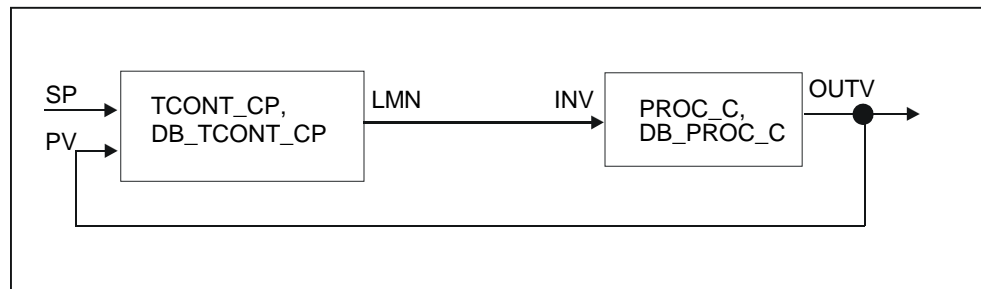 SP
PV
TCONT_CP,
DB_TCONT_CP
LMN
INV
PROC_C,
DB_PROC_C
OUTV